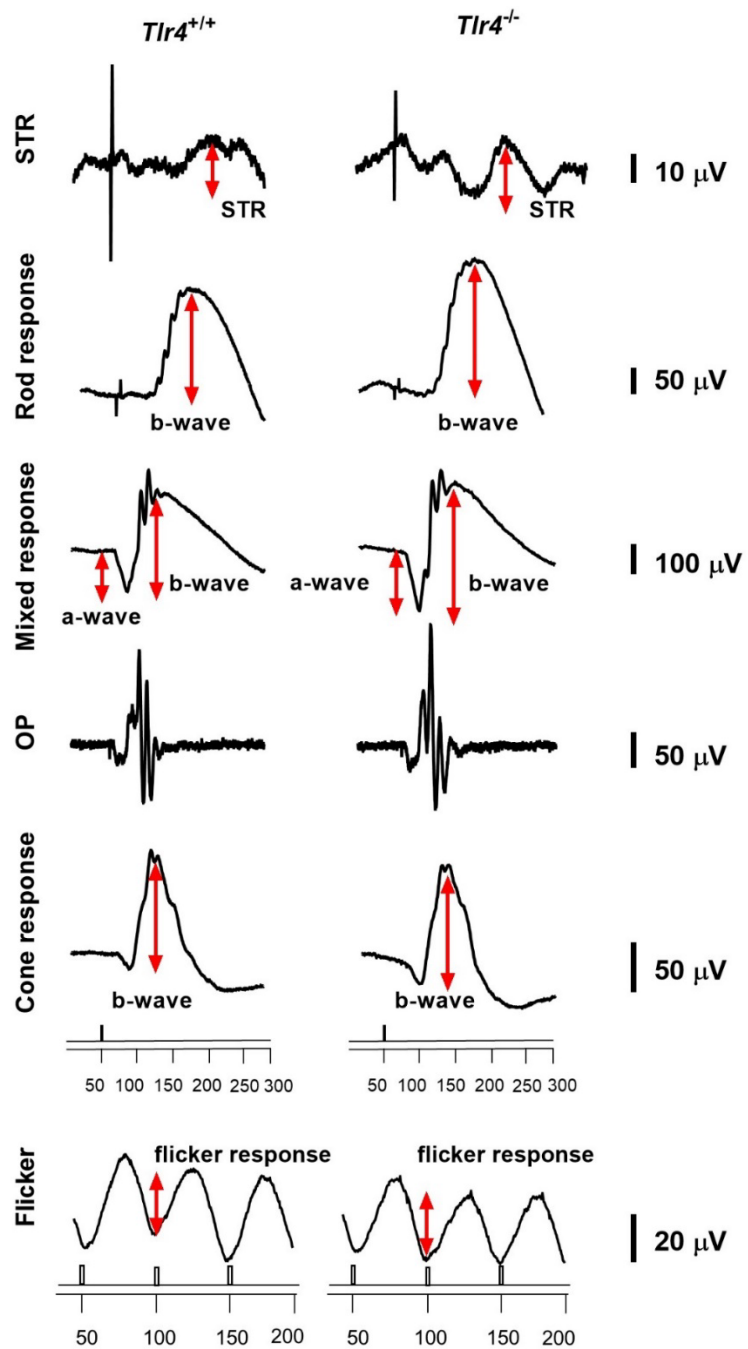 Tlr4+/+ Tlr4-/-
STR
STR
STR
10 μV
Rod response
b-wave
b-wave
50 μV
Mixed response
a-wave
b-wave
a-wave
b-wave
100 μV
OP
50 μV
Cone response
b-wave
b-wave
50 μV
50 100 150 200 250 300
50 100 150 200 250 300
Flicker
flicker response
flicker response
20 μV
50 100 150 200
50 100 150 200